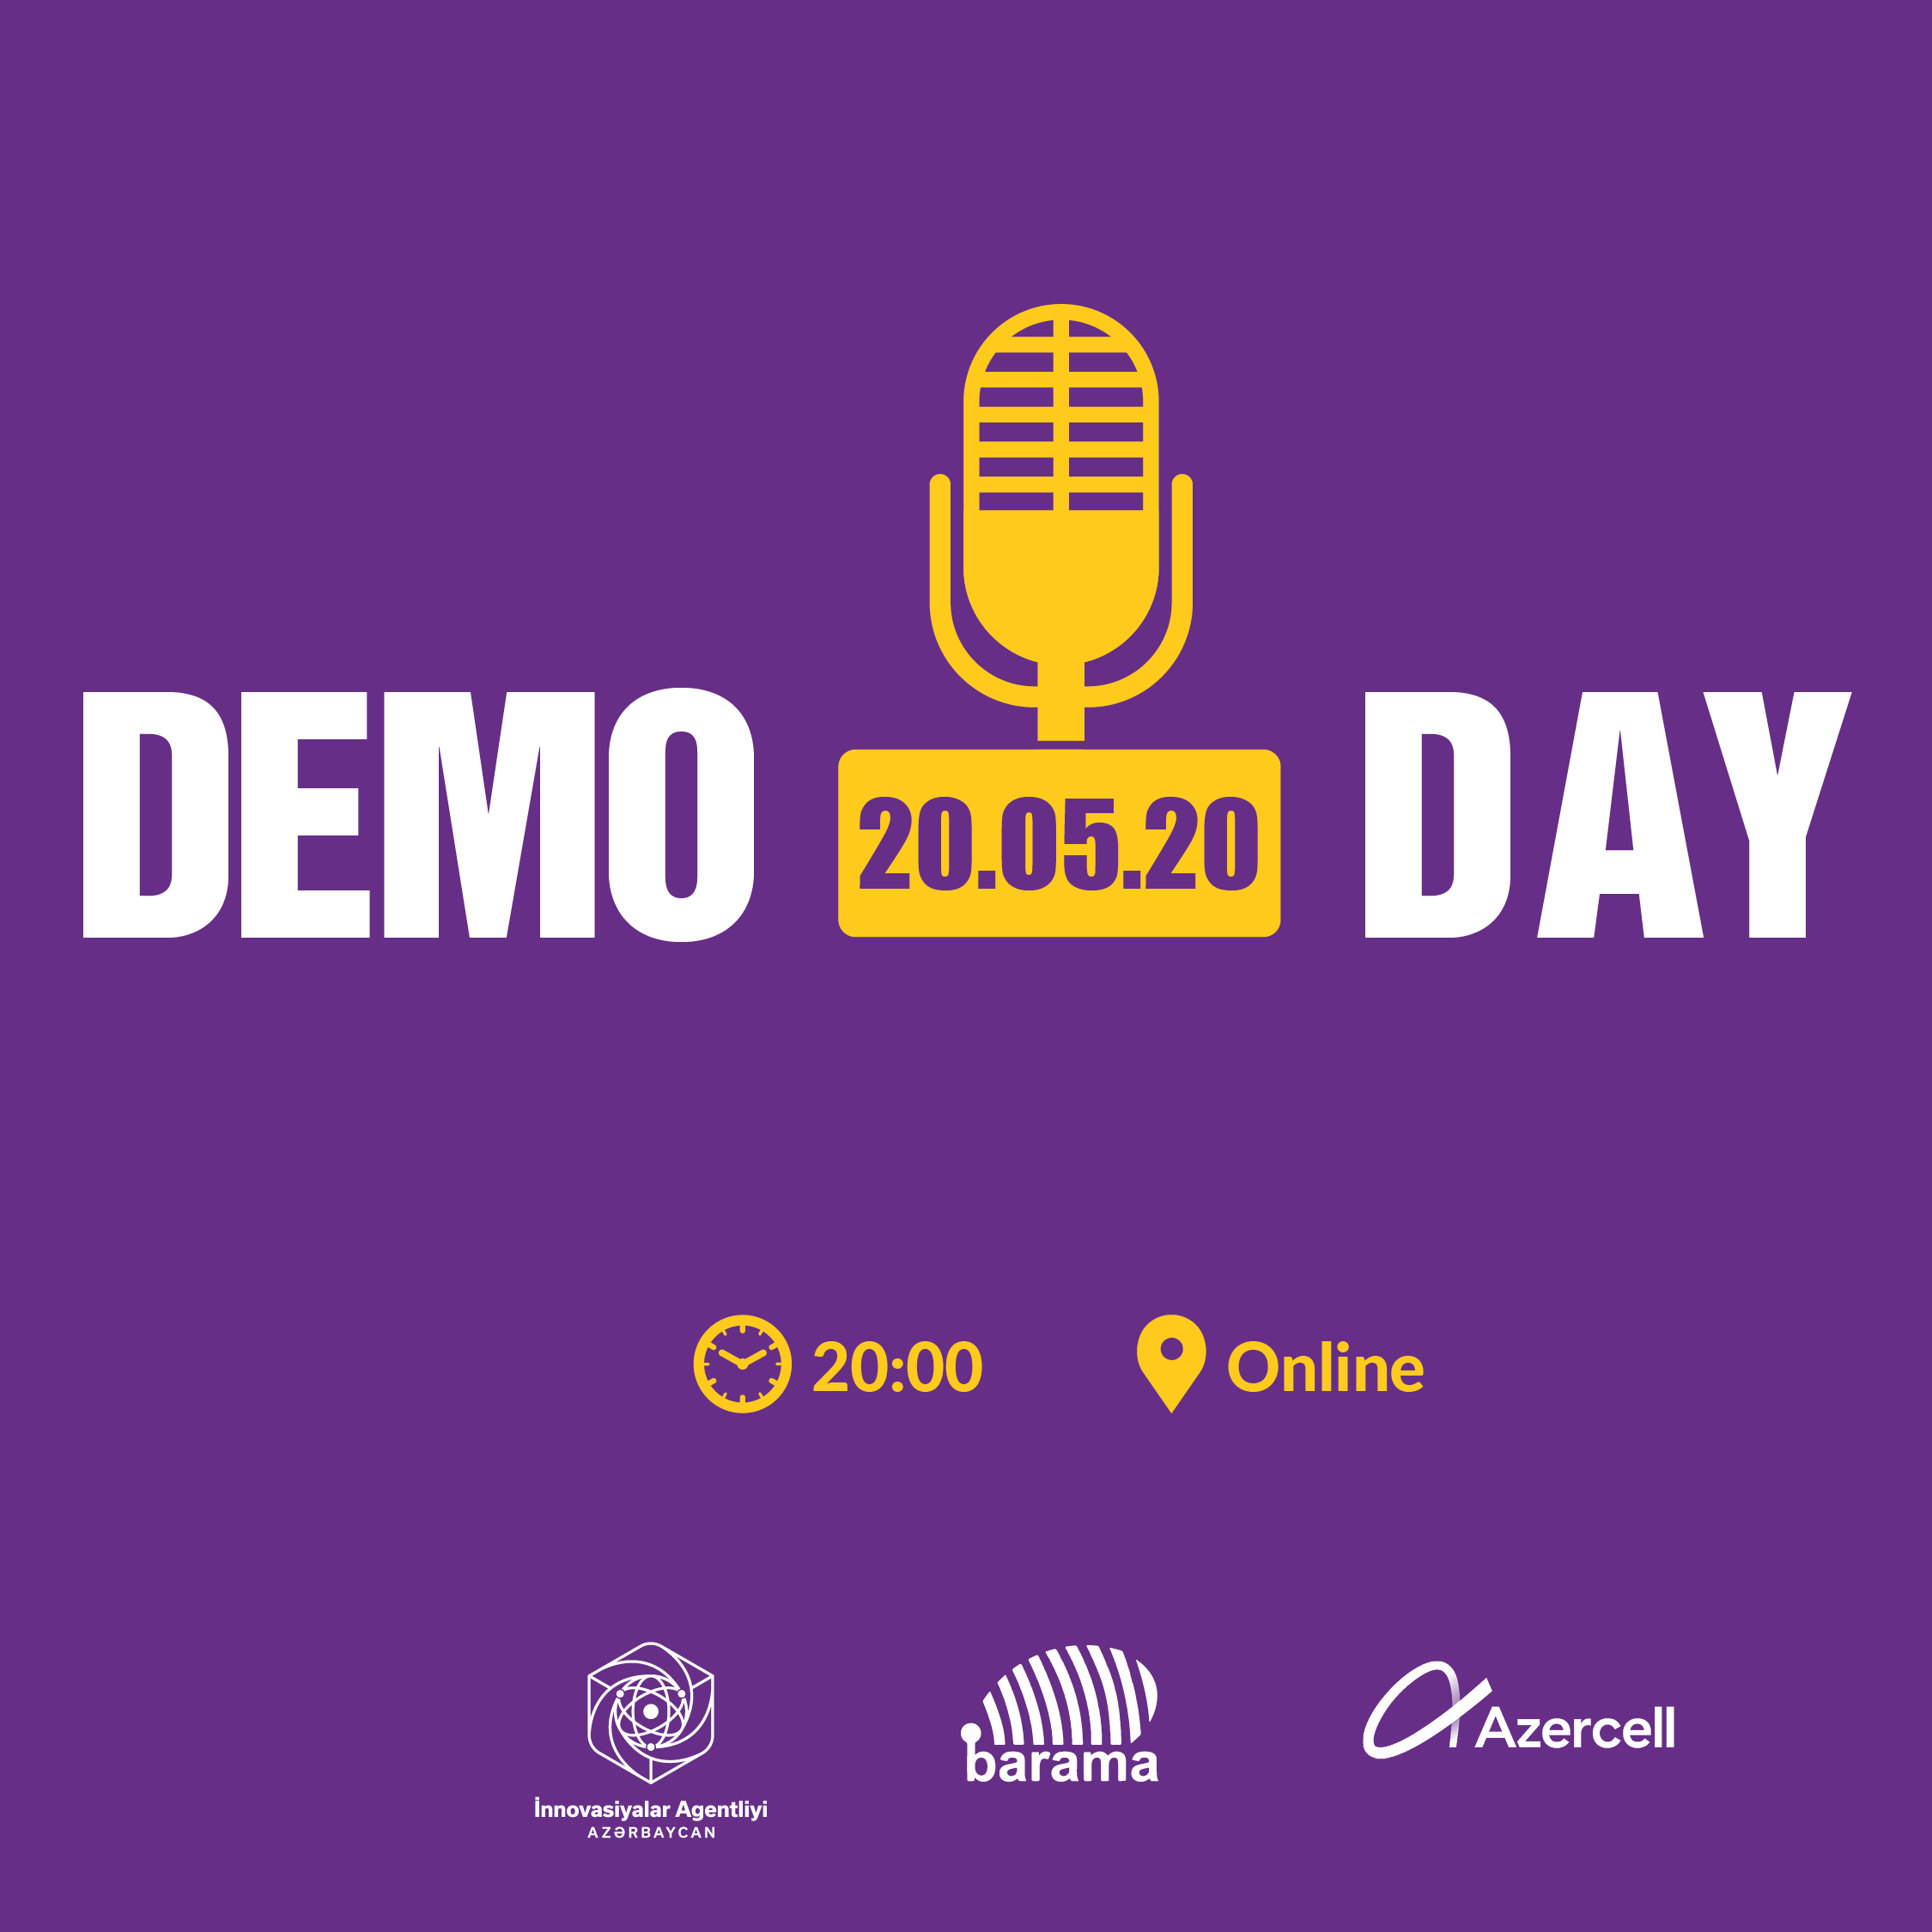 DEMO 20.05.20 DAY
20:00 Online
İnnovasiyalar Agentliyi
AZƏRBAYCAN
barama
Azercell